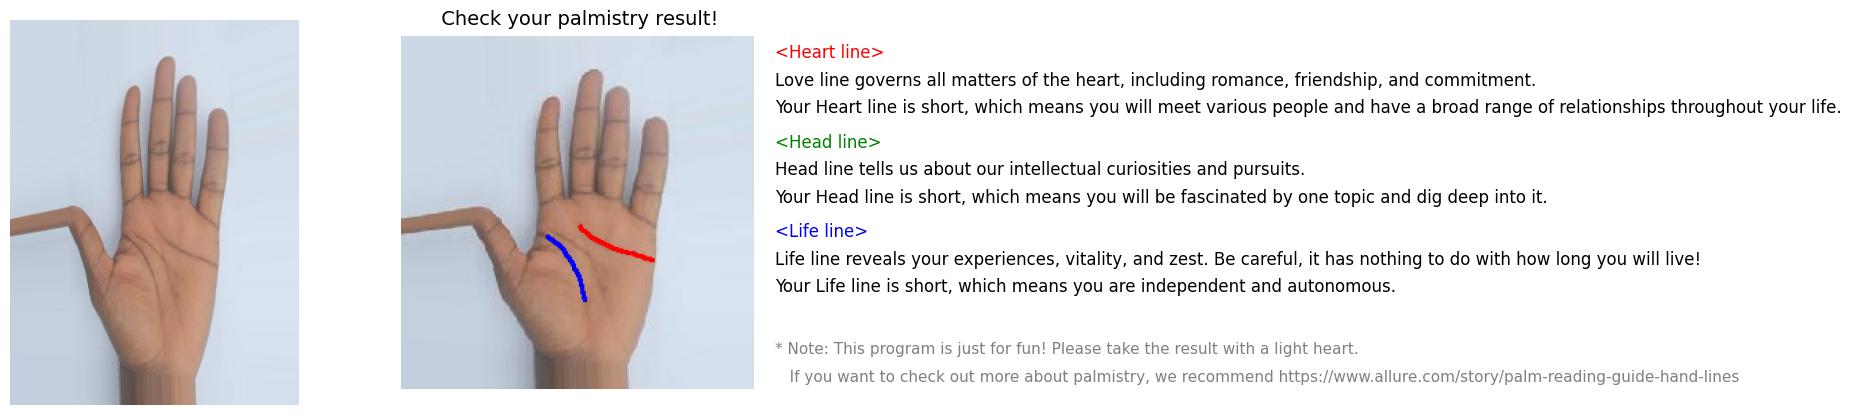 Check your palmistry result!
<Heart line>
Love line governs all matters of the heart, including romance, friendship, and commitment.
Your Heart line is short, which means you will meet various people and have a broad range of relationships throughout your life.
<Head line>
Head line tells us about our intellectual curiosities and pursuits.
Your Head line is short, which means you will be fascinated by one topic and dig deep into it.
<Life line>
Life line reveals your experiences, vitality, and zest. Be careful, it has nothing to do with how long you will live!
Your Life line is short, which means you are independent and autonomous.
* Note: This program is just for fun! Please take the result with a light heart.
If you want to check out more about palmistry, we recommend https://www.allure.com/story/palm-reading-guide-hand-lines